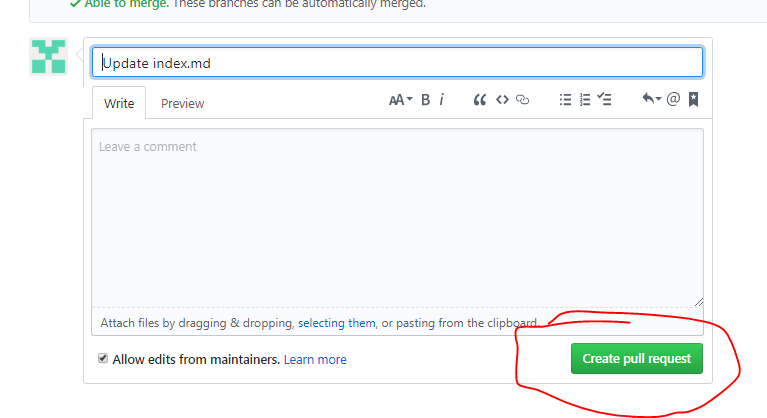 ✓ Able to merge. These branches can be automatically merged.
Update index.md
Write Preview AA B i “ <> @
Leave a comment
Attach files by dragging & dropping, selecting them, or pasting from the clipboard.
Allow edits from maintainers. Learn more
Create pull request